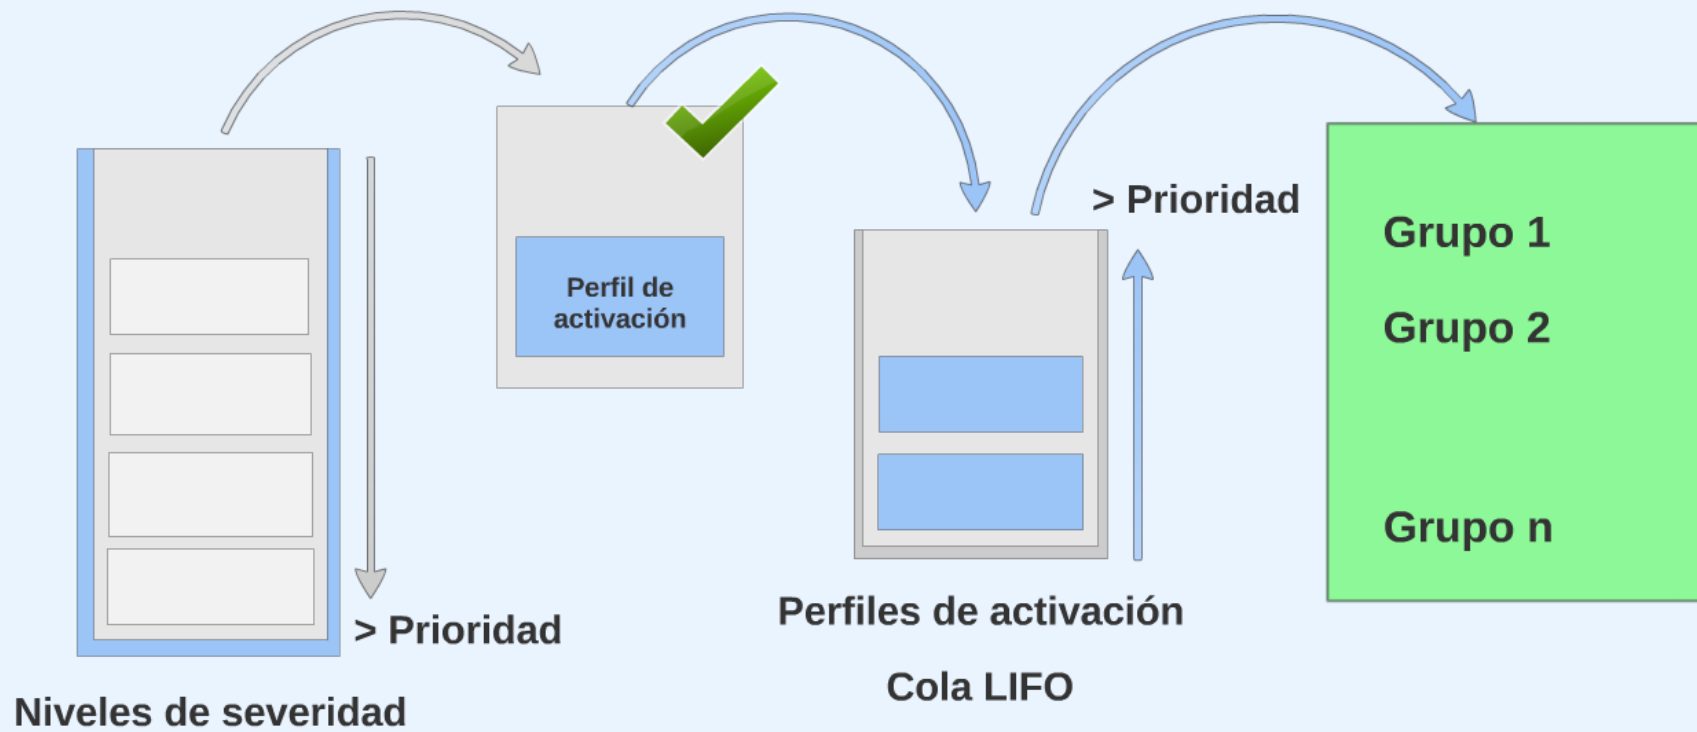 > Prioridad
Grupo 1
Grupo 2
Perfil de
activación
Grupo n
Perfiles de activación
> Prioridad
Cola LIFO
Niveles de severidad